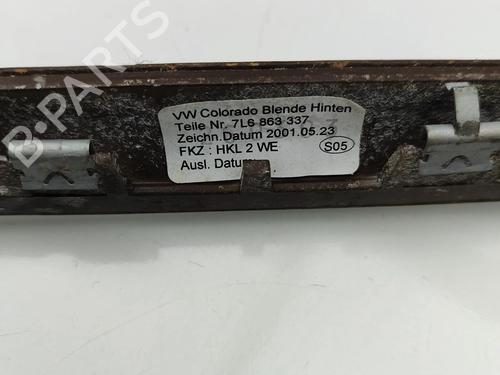 B-PARTS
VW Colorado Blende Hinten
Teile Nr. 7L6 863 337
Zeichn.Datum 2001.05.23
FKZ : HKL 2 WE
S05
Ausl. Datum